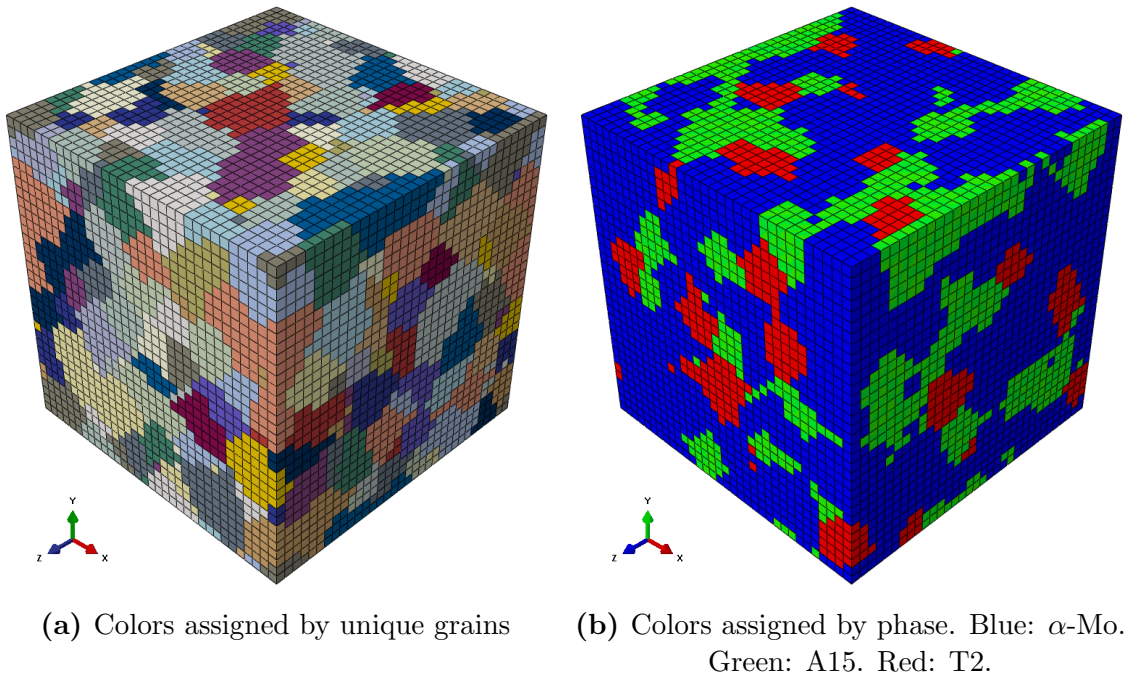 Y
Z
X
Y
Z
X
(a) Colors assigned by unique grains
(b) Colors assigned by phase. Blue: α-Mo.
Green: A15. Red: T2.